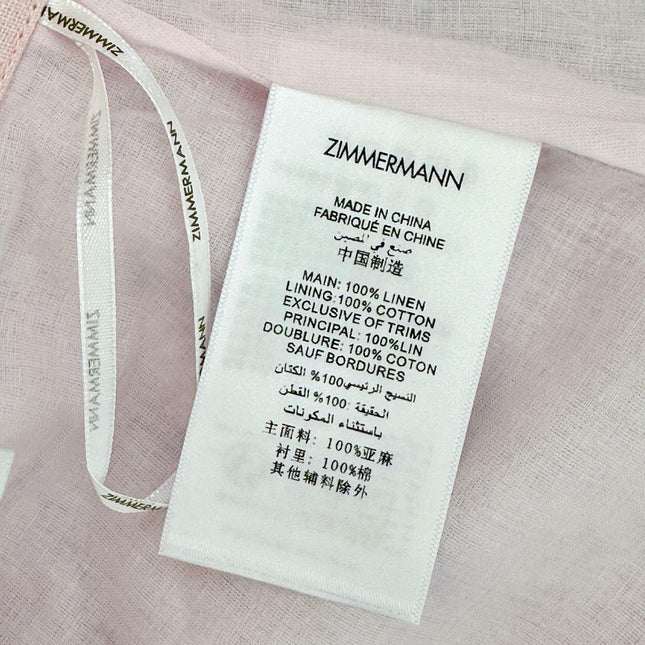 ZIMMERMANN
ZIMMERMANN
ZIMMERMANN
ZIMMERMANN
ZIMMERMANN
ZIMMERMANN
ZIMMERMANN
ZIMMERMANN
MADE IN CHINA
FABRIQUÉ EN CHINE
صنع في الصين
中国制造
MAIN: 100% LINEN
LINING:100% COTTON
EXCLUSIVE OF TRIMS
PRINCIPAL: 100%LIN
DOUBLURE: 100% COTON
SAUF BORDURES
النسيج الرئيسي100% الكتان
الحقيقة :100% القطن
باستثناء المكونات
主面料: 100%亚麻
衬里: 100%棉
其他辅料除外